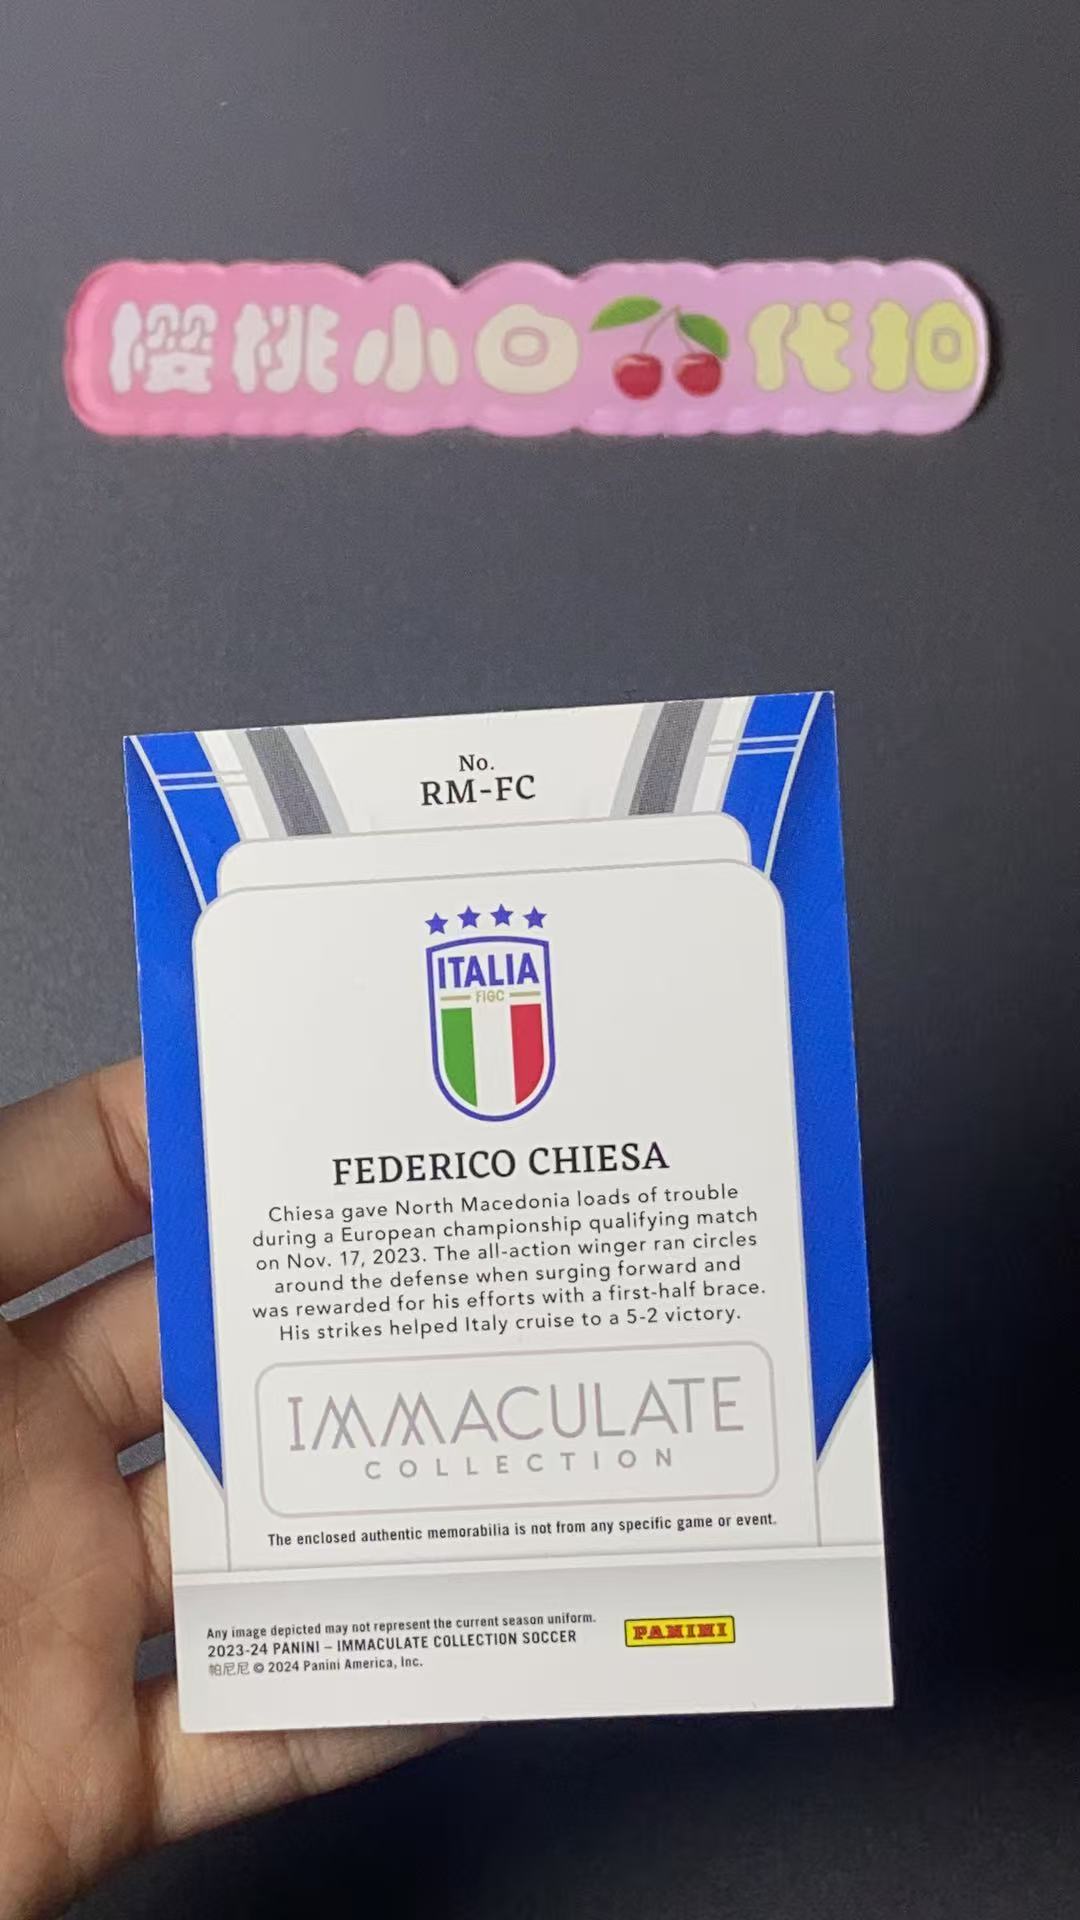 樱桃小白代拍
No.
RM-FC
ITALIA
FIGC
FEDERICO CHIESA
Chiesa gave North Macedonia loads of trouble
during a European championship qualifying match
on Nov. 17, 2023. The all-action winger ran circles
around the defense when surging forward and
was rewarded for his efforts with a first-half brace.
His strikes helped Italy cruise to a 5-2 victory.
IMMACULATE
COLLECTION
The enclosed authentic memorabilia is not from any specific game or event.
Any image depicted may not represent the current season uniform.
2023-24 PANINI – IMMACULATE COLLECTION SOCCER
帕尼尼 © 2024 Panini America, Inc.
PANINI